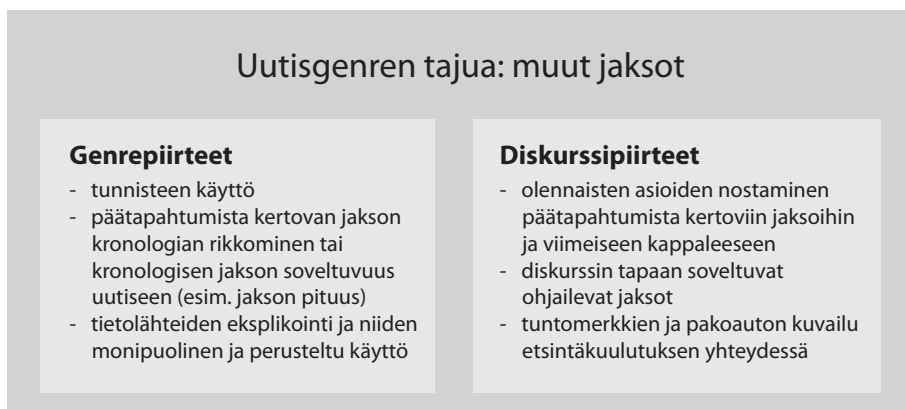 Uutisgenren tajua: muut jaksot
Genrepiirteet
- tunnisteen käyttö
- päätapahtumista kertovan jakson
kronologian rikkominen tai
kronologisen jakson soveltuvuus
uutiseen (esim. jakson pituus)
- tietolähteiden eksplikointi ja niiden
monipuolinen ja perusteltu käyttö
Diskurssipiirteet
- olennaisten asioiden nostaminen
päätapahtumista kertoviin jaksoihin
ja viimeiseen kappaleeseen
- diskurssin tapaan soveltuvat
ohjailevat jaksot
- tuntomerkkien ja pakoauton kuvailu
etsintäkuulutuksen yhteydessä